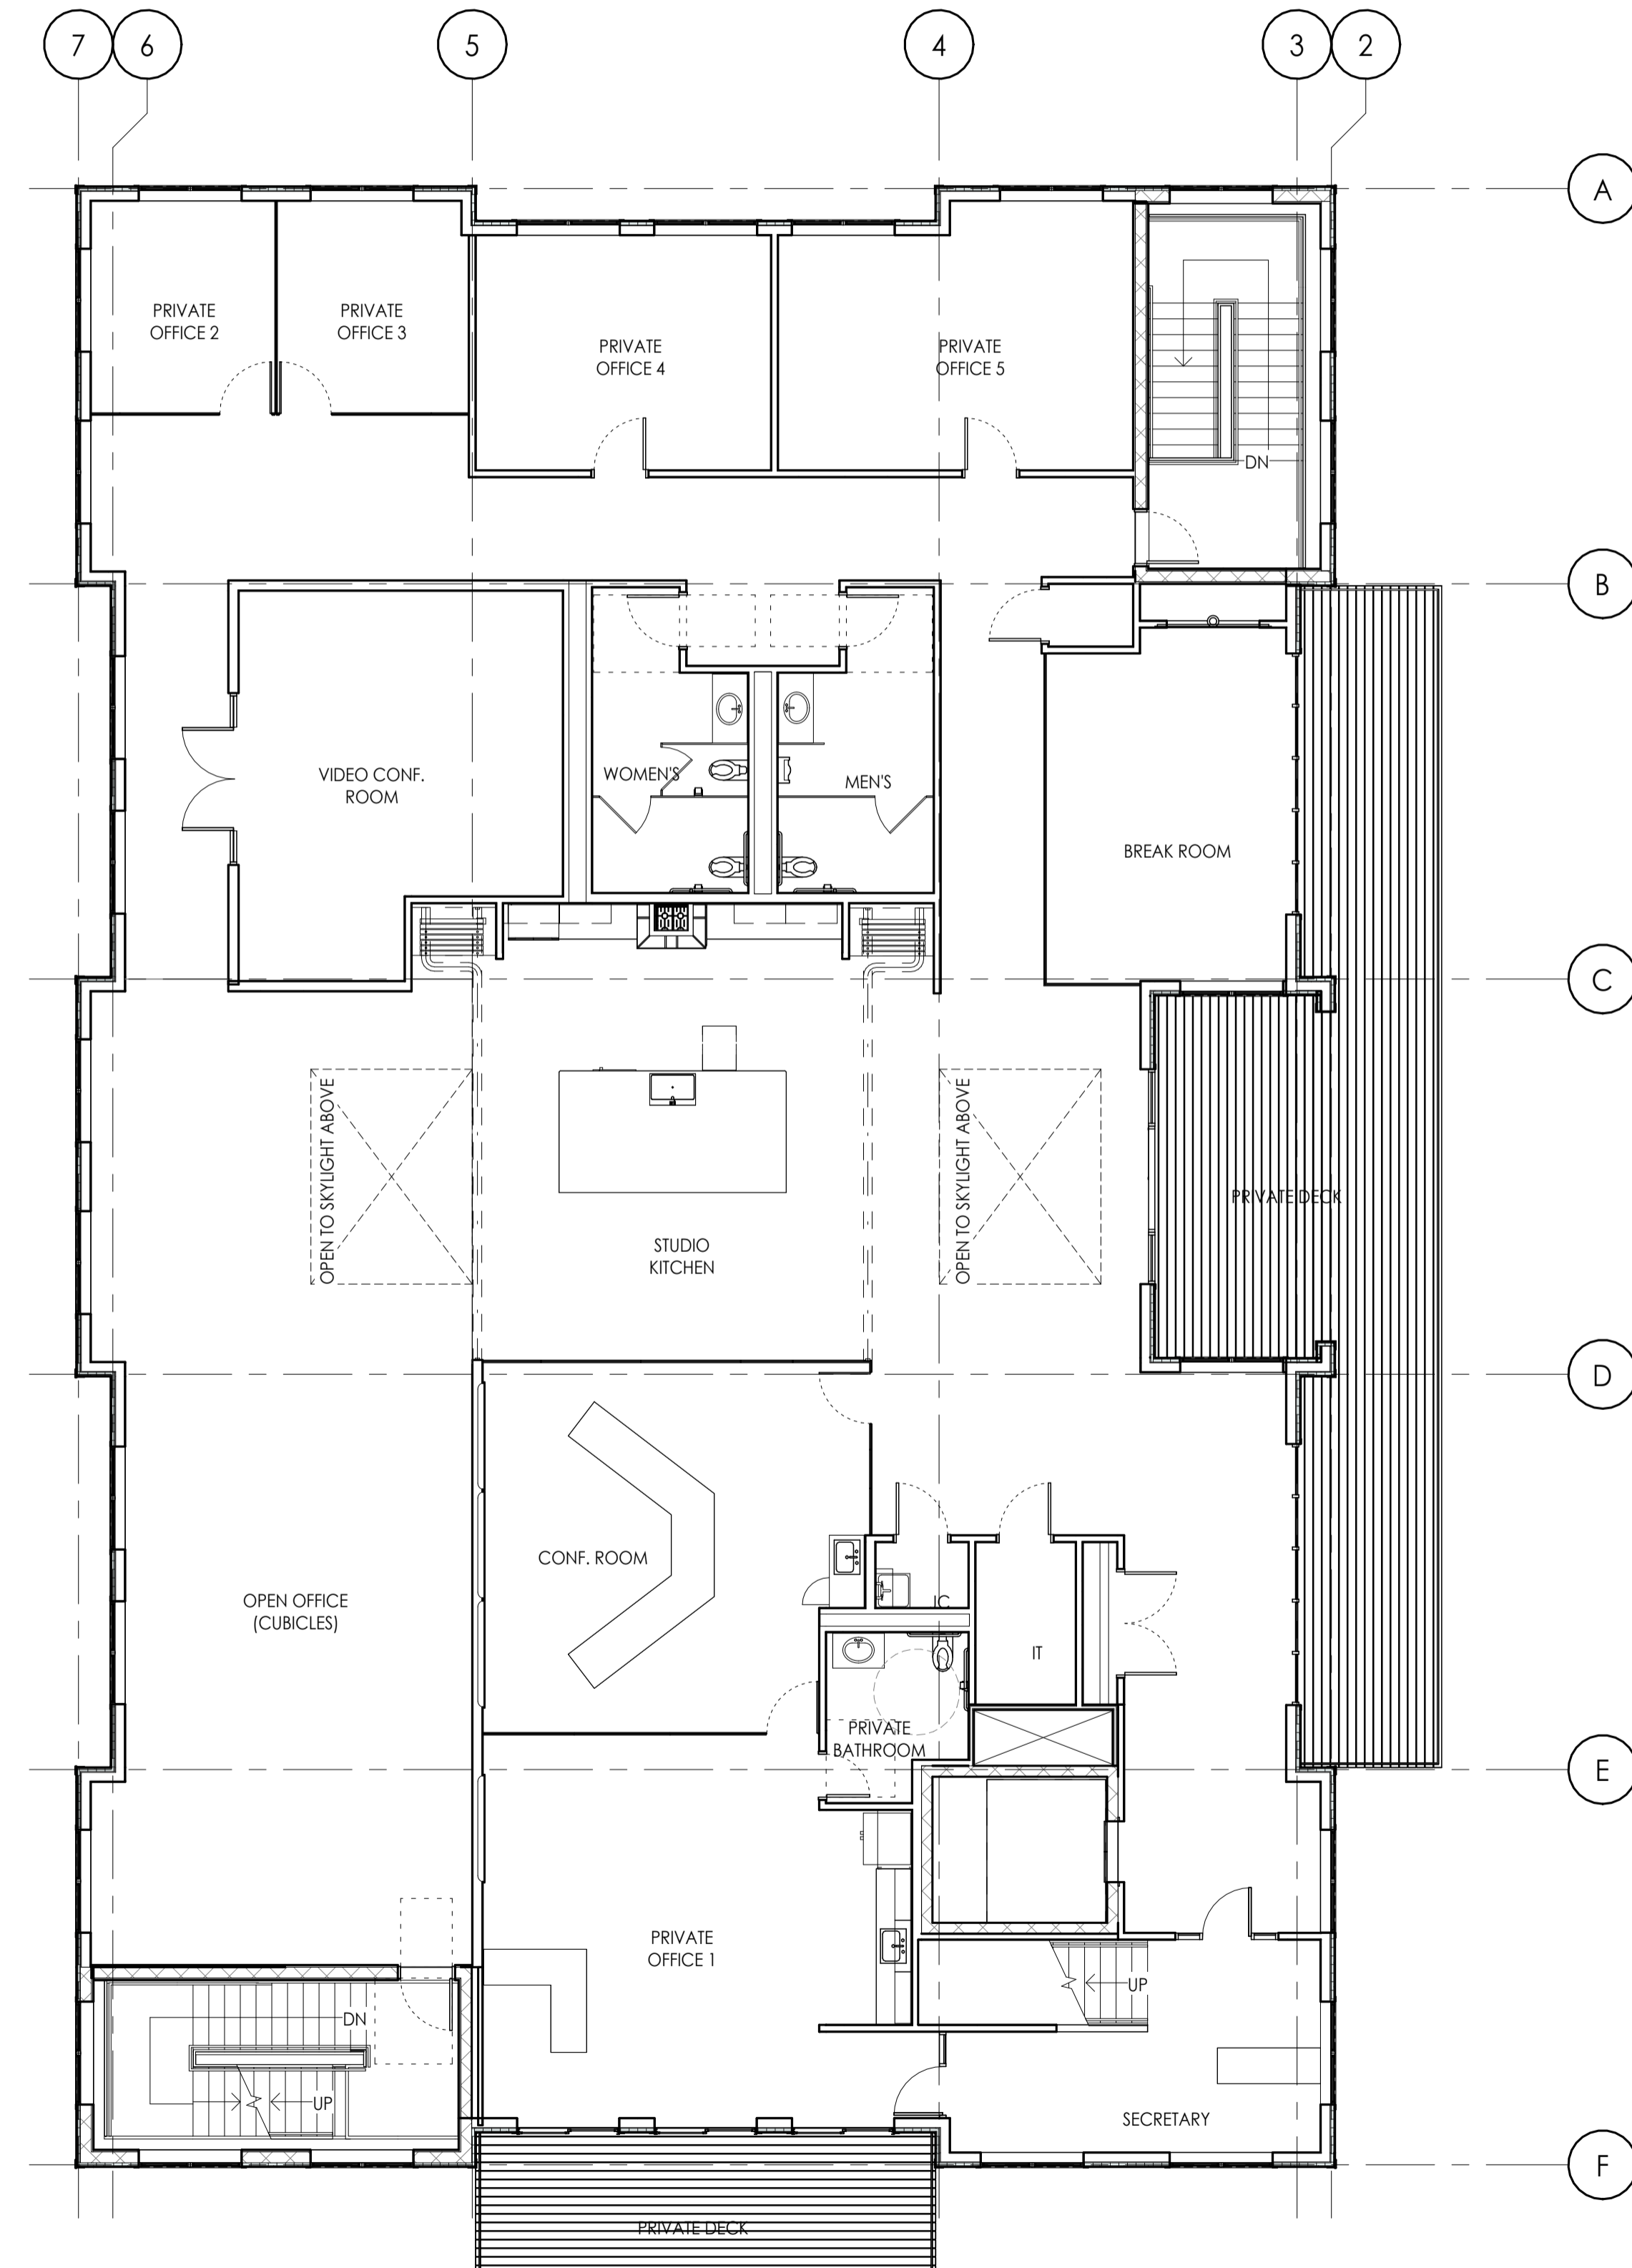 7
6
5
4
3
2
A
PRIVATE
OFFICE 2
PRIVATE
OFFICE 3
PRIVATE
OFFICE 4
PRIVATE
OFFICE 5
DN
B
VIDEO CONF.
ROOM
WOMEN'S
MEN'S
BREAK ROOM
C
OPEN TO SKYLIGHT ABOVE
OPEN TO SKYLIGHT ABOVE
PRIVATE DECK
STUDIO
KITCHEN
D
CONF. ROOM
OPEN OFFICE
(CUBICLES)
JC
IT
PRIVATE
BATHROOM
E
PRIVATE
OFFICE 1
UP
DN
UP
SECRETARY
F
PRIVATE DECK